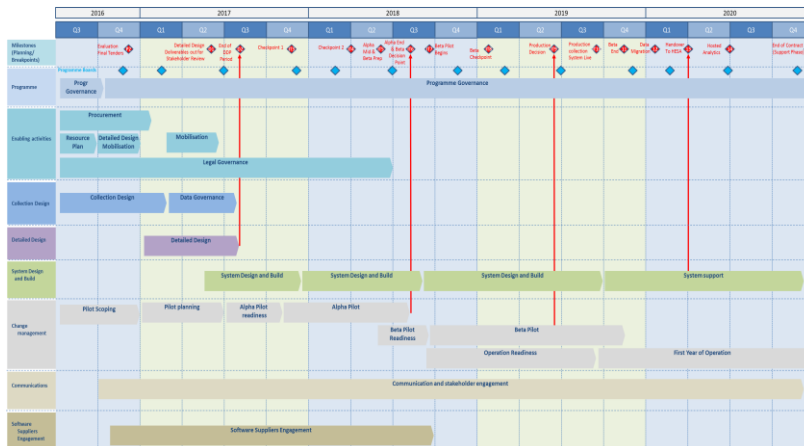 2016
2017
2018
2019
2020
Q3 Q4 Q1 Q2 Q3 Q4 Q1 Q2 Q3 Q4 Q1 Q2 Q3 Q4 Q1 Q2 Q3 Q4
Milestones
(Planning/
Breakpoints)
Evaluation
Final Tenders
Detailed Design
Deliverables out for
Stakeholder Review
End of
Period
Checkpoint 1
Checkpoint 2
Alpha
Mid &
Beta Prep
Alpha End
& Beta
Decision
Point
Beta Pilot
Begins
Beta
Checkpoint
Production
Decision
Production collection
System Live
Beta
End
Data
Migration
Handover
To HESA
Hosted
Analytics
End of Contract
(Support Phase)
Programme Boards
Programme
Progr
Governance
Programme Governance
Enabling activities
Procurement
Resource
Plan
Detailed Design
Mobilisation
Mobilisation
Legal Governance
Collection Design
Collection Design
Data Governance
Detailed Design
Detailed Design
System Design
and Build
System Design and Build
System Design and Build
System Design and Build
System support
Change
management
Pilot Scoping
Pilot planning
Alpha Pilot
readiness
Alpha Pilot
Beta Pilot
Readiness
Beta Pilot
Operation Readiness
First Year of Operation
Communications
Communication and stakeholder engagement
Software
Suppliers
Engagement
Software Suppliers Engagement